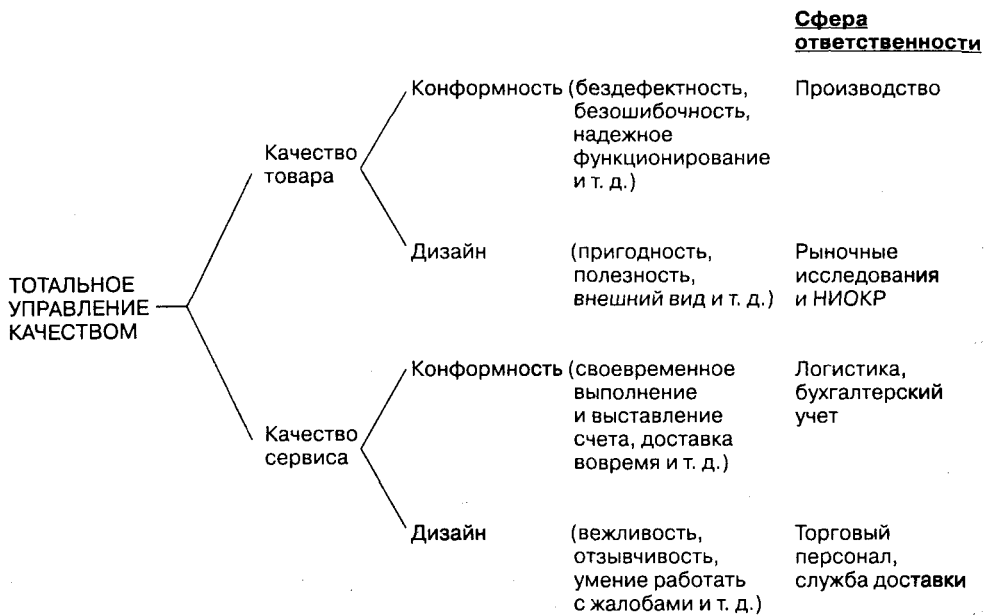 Сфера
ответственности
Конформность (бездефектность,
безошибочность,
надежное
функционирование
и т. д.)
Производство
Качество
товара
Дизайн
(пригодность,
полезность,
внешний вид и т. д.)
Рыночные
исследования
и НИОКР
ТОТАЛЬНОЕ
УПРАВЛЕНИЕ
КАЧЕСТВОМ
Конформность (своевременное
выполнение
и выставление
счета, доставка
вовремя и т. д.)
Логистика,
бухгалтерский
учет
Качество
сервиса
Дизайн
(вежливость,
отзывчивость,
умение работать
с жалобами и т. д.)
Торговый
персонал,
служба доставки